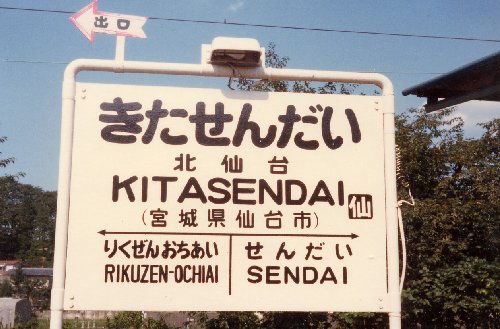 出口
きたせんだい
北仙台
KITASENDAI 仙
(宮城県仙台市)
りくぜんおちあい せんだい
RIKUZEN-OCHIAI SENDAI